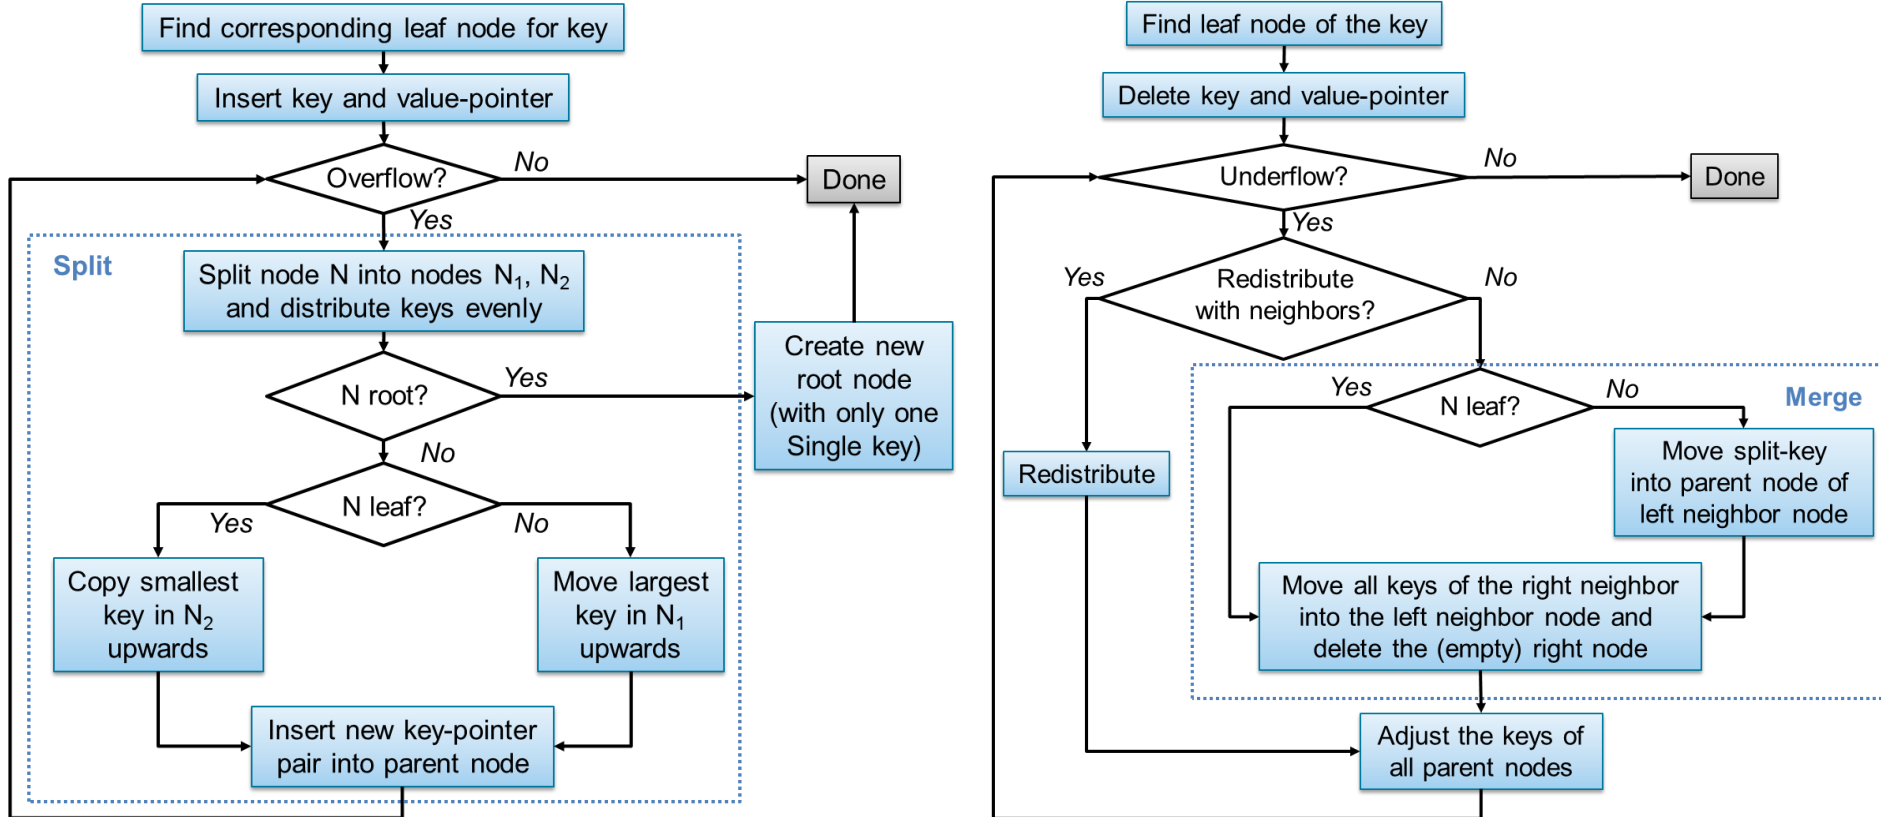 Find corresponding leaf node for key
Insert key and value-pointer
Overflow?
No
Done
Yes
Split
Split node N into nodes N1, N2
and distribute keys evenly
N root?
Yes
Create new
root node
(with only one
Single key)
No
N leaf?
Yes
No
Copy smallest
key in N2
upwards
Move largest
key in N1
upwards
Insert new key-pointer
pair into parent node
Find leaf node of the key
Delete key and value-pointer
Underflow?
No
Done
Yes
Redistribute
with neighbors?
Yes
No
Redistribute
Merge
N leaf?
Yes
No
Move split-key
into parent node of
left neighbor node
Move all keys of the right neighbor
into the left neighbor node and
delete the (empty) right node
Adjust the keys of
all parent nodes